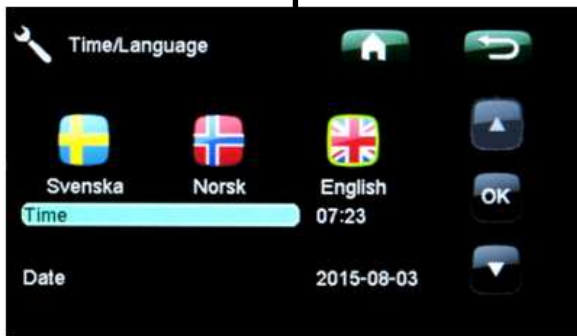 Time/Language
Svenska Norsk English
OK
Time 07:23
Date 2015-08-03